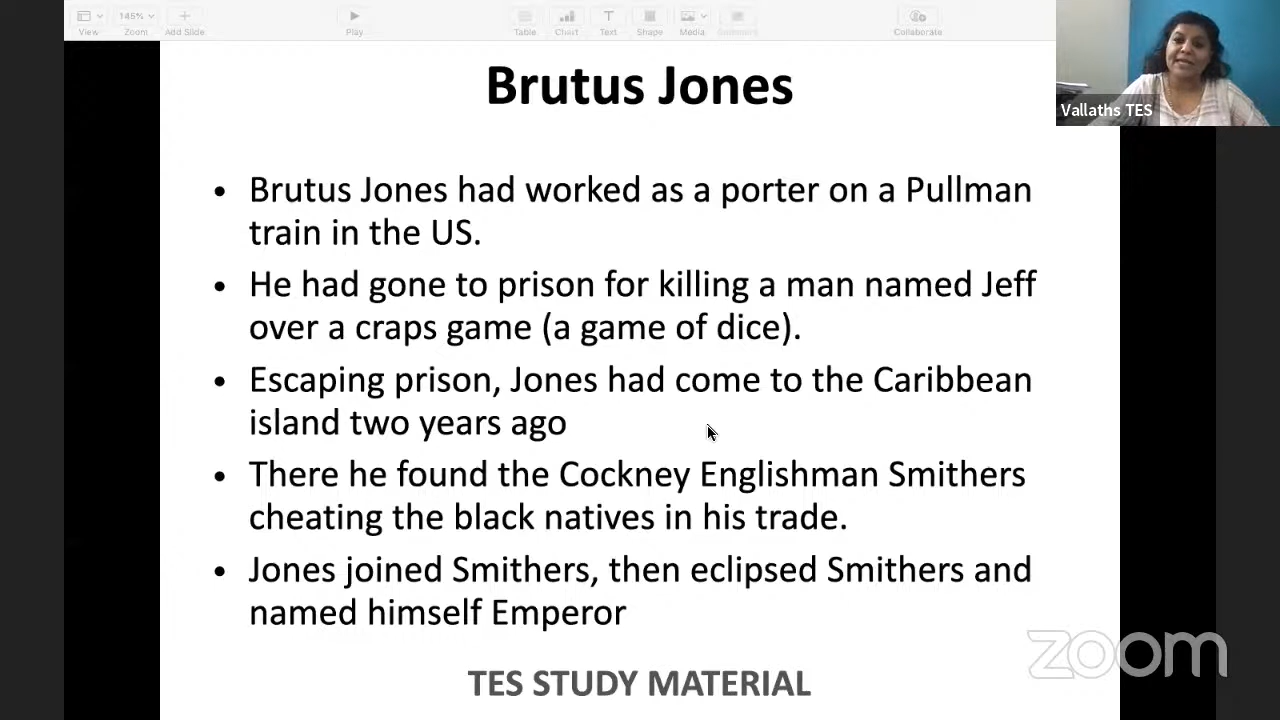 145%
View
Zoom
Add Slide
Play
Table
Chart
Text
Shape
Media
Comment
Collaborate
Brutus Jones
Vallaths TES
• Brutus Jones had worked as a porter on a Pullman
train in the US.
• He had gone to prison for killing a man named Jeff
over a craps game (a game of dice).
• Escaping prison, Jones had come to the Caribbean
island two years ago
• There he found the Cockney Englishman Smithers
cheating the black natives in his trade.
• Jones joined Smithers, then eclipsed Smithers and
named himself Emperor
zoom
TES STUDY MATERIAL